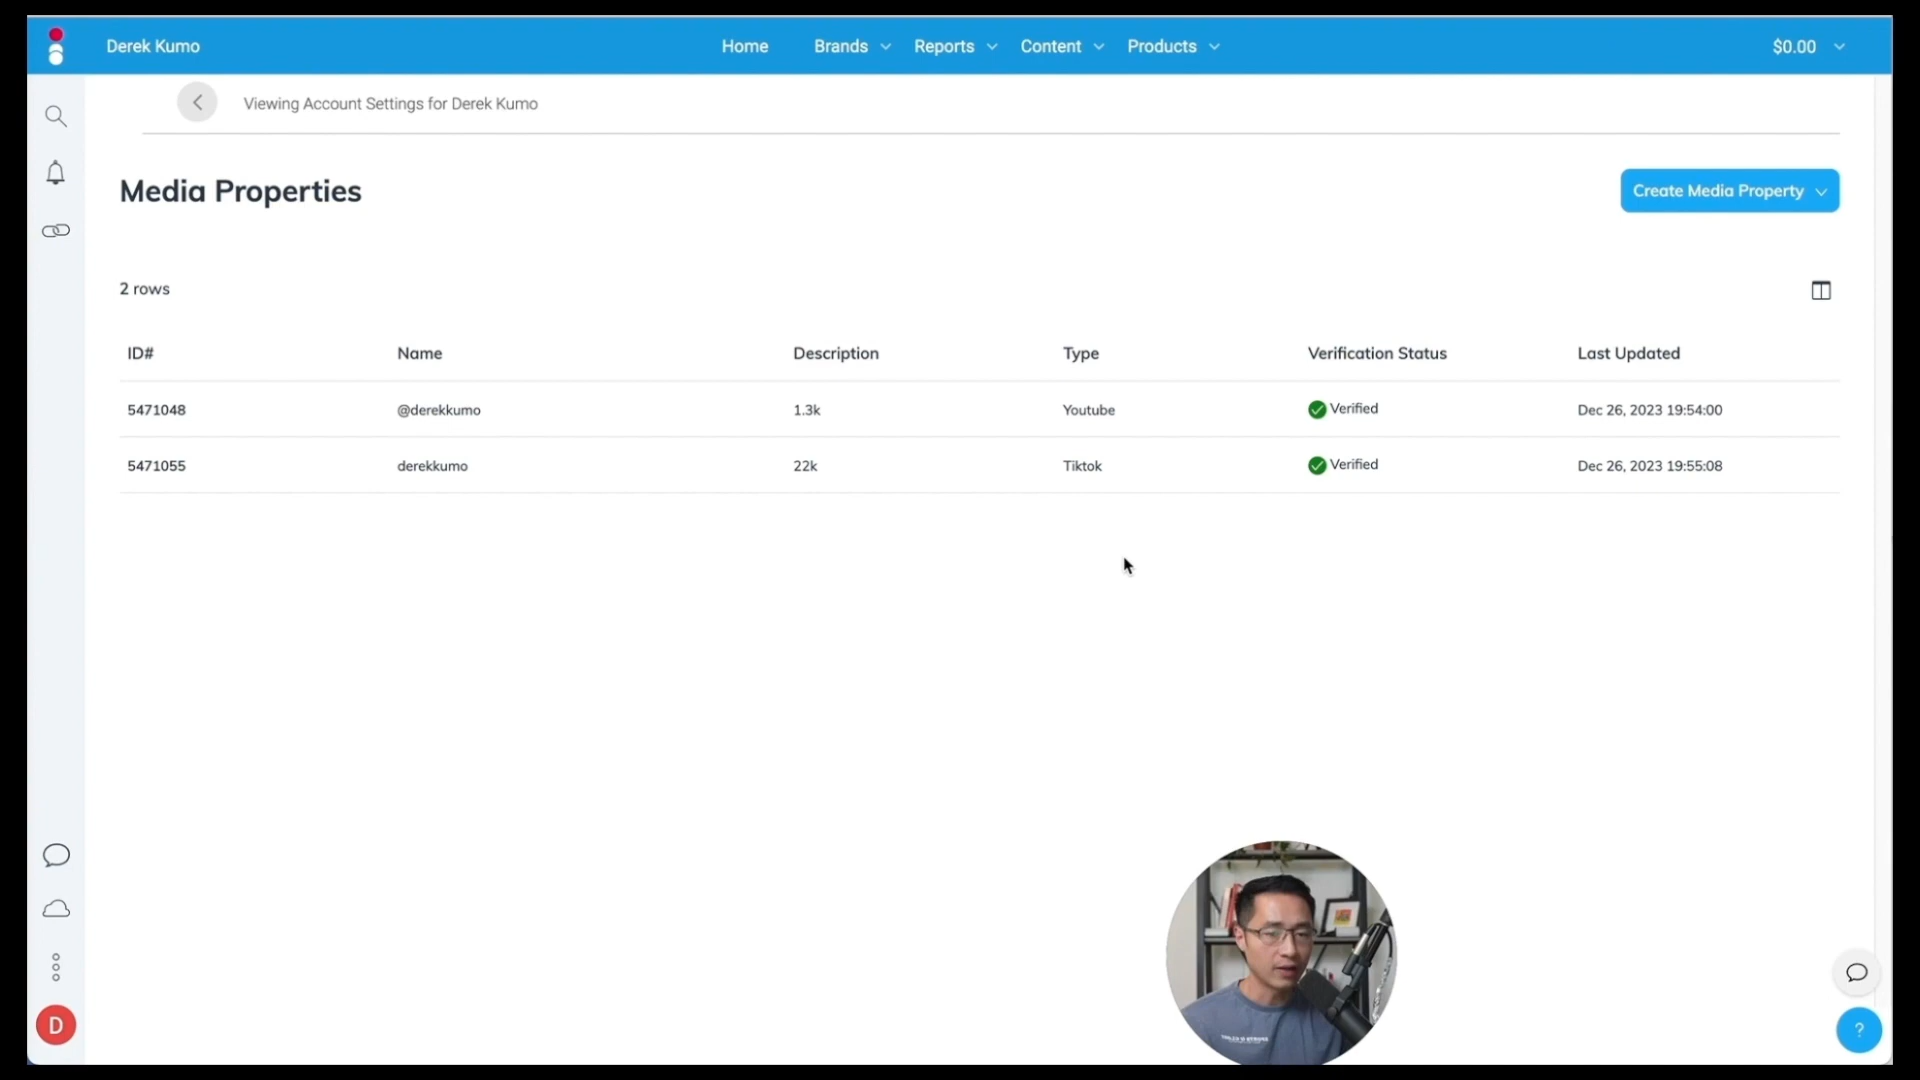 Derek Kumo
Home Brands Reports Content Products
$0.00
Viewing Account Settings for Derek Kumo
Media Properties
Create Media Property
2 rows
ID# Name Description Type Verification Status Last Updated
5471048 @derekkumo 1.3k Youtube Verified Dec 26, 2023 19:54:00
5471055 derekkumo 22k Tiktok Verified Dec 26, 2023 19:55:08
D
?